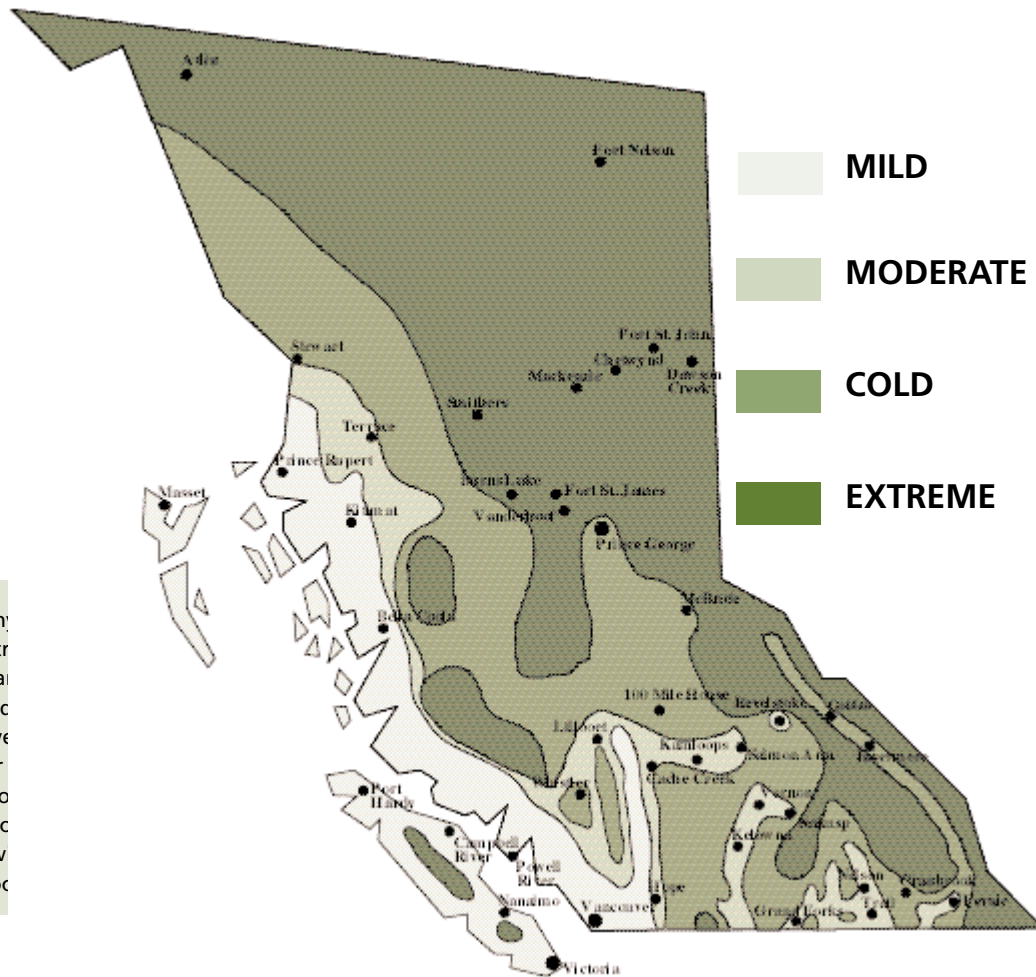 Atlin
Fort Nelson
MILD
MODERATE
Fort St. John
Stewart
Chetwynd
Mackenzie
Dawson
Creek
COLD
Smithers
Terrace
Prince Rupert
Masset
Burns Lake
Fort St. James
EXTREME
Kitimat
Vanderhoof
Prince George
McBride
Bella Coola
100 Mile House
Revelstoke
Lillooet
Kamloops
Salmon Arm
Invermere
Cache Creek
Whistler
Port
Hardy
Vernon
Kelowna
Campbell
River
Powell
River
Nelson
Cranbrook
Nanaimo
Vancouver
Hope
Grand Forks
Trail
Fernie
Victoria